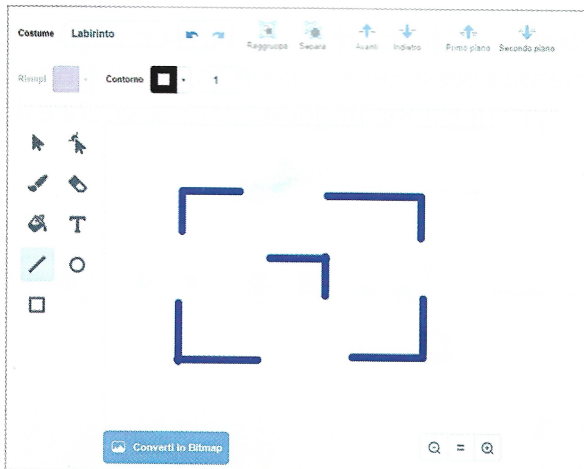 Costume Labirinto
Raggruppa Separa Avanti Indietro Primo piano Secondo piano
Riempi Contorno 1
T
Converti in Bitmap